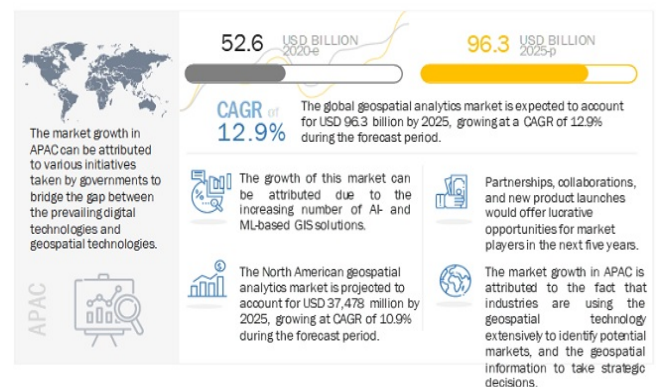 52.6 USD BILLION
2020-e
96.3 USD BILLION
2025-p
CAGR of
12.9%
The global geospatial analytics market is expected to account
for USD 96.3 billion by 2025, growing at a CAGR of 12.9%
during the forecast period.
The market growth in
APAC can be attributed
to various initiatives
taken by governments to
bridge the gap between
the prevailing digital
technologies and
geospatial technologies.
APAC
The growth of this market can
be attributed due to the
increasing number of AI- and
ML-based GIS solutions.
Partnerships, collaborations,
and new product launches
would offer lucrative
opportunities for market
players in the next five years.
The North American geospatial
analytics market is projected to
account for USD 37,478 million by
2025, growing at CAGR of 10.9%
during the forecast period.
The market growth in APAC is
attributed to the fact that
industries are using the
geospatial technology
extensively to identify potential
markets, and the geospatial
information to take strategic
decisions.